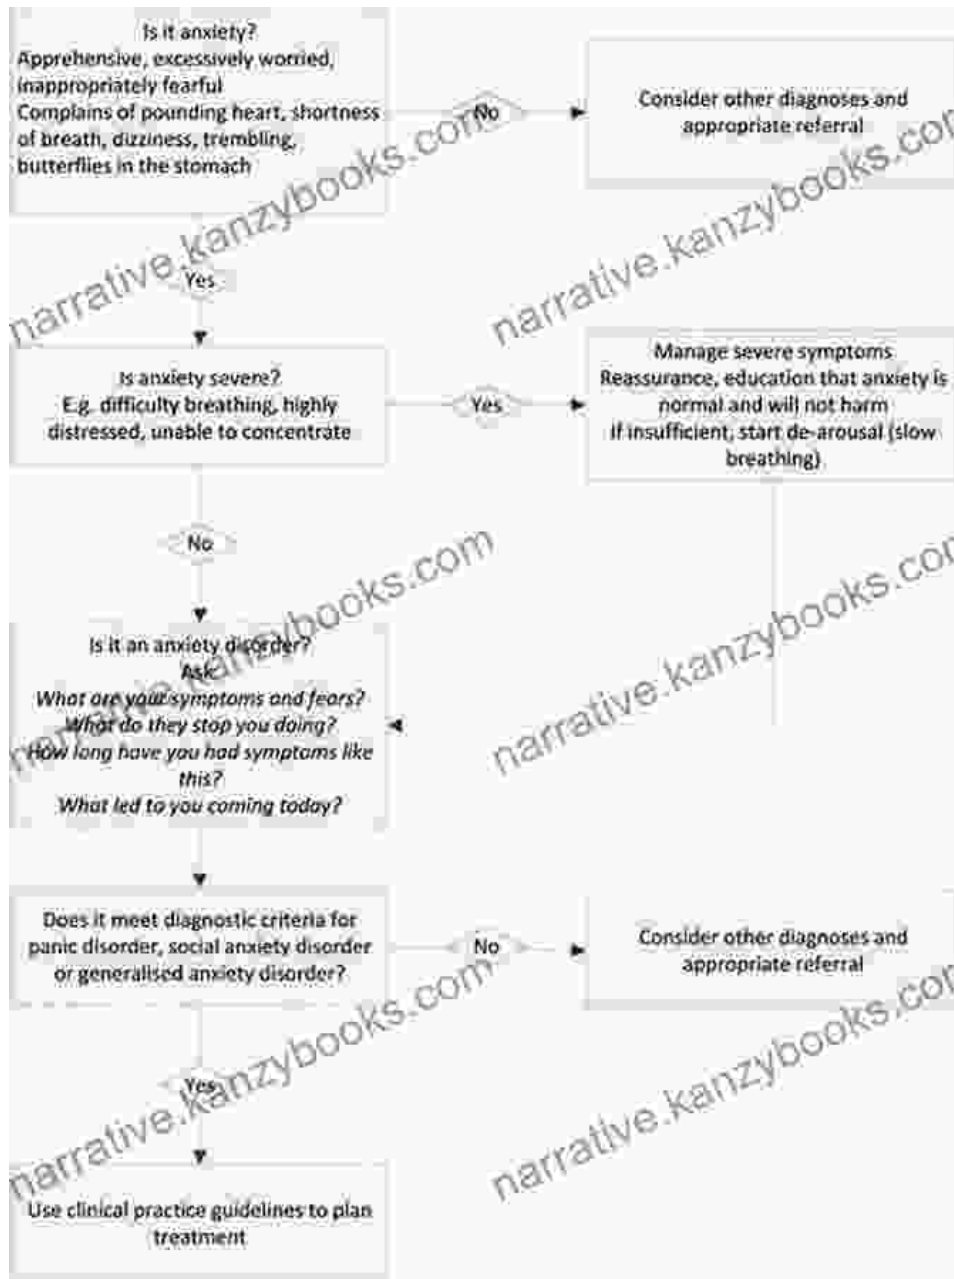 Is it anxiety?
Apprehensive, excessively worried,
inappropriately fearful
Complains of pounding heart, shortness
of breath, dizziness, trembling,
butterflies in the stomach
No
Consider other diagnoses and
appropriate referral
Yes
Is anxiety severe?
E.g. difficulty breathing, highly
distressed, unable to concentrate
Yes
Manage severe symptoms
Reassurance, education that anxiety is
normal and will not harm
If insufficient, start de-arousal (slow
breathing)
No
Is it an anxiety disorder?
Ask:
What are your symptoms and fears?
What do they stop you doing?
How long have you had symptoms like
this?
What led to you coming today?
Does it meet diagnostic criteria for
panic disorder, social anxiety disorder
or generalised anxiety disorder?
No
Consider other diagnoses and
appropriate referral
Yes
Use clinical practice guidelines to plan
treatment
narrative.kanzybooks.com
narrative.kanzybooks.com
narrative.kanzybooks.com
narrative.kanzybooks.com
narrative.kanzybooks.com
narrative.kanzybooks.com